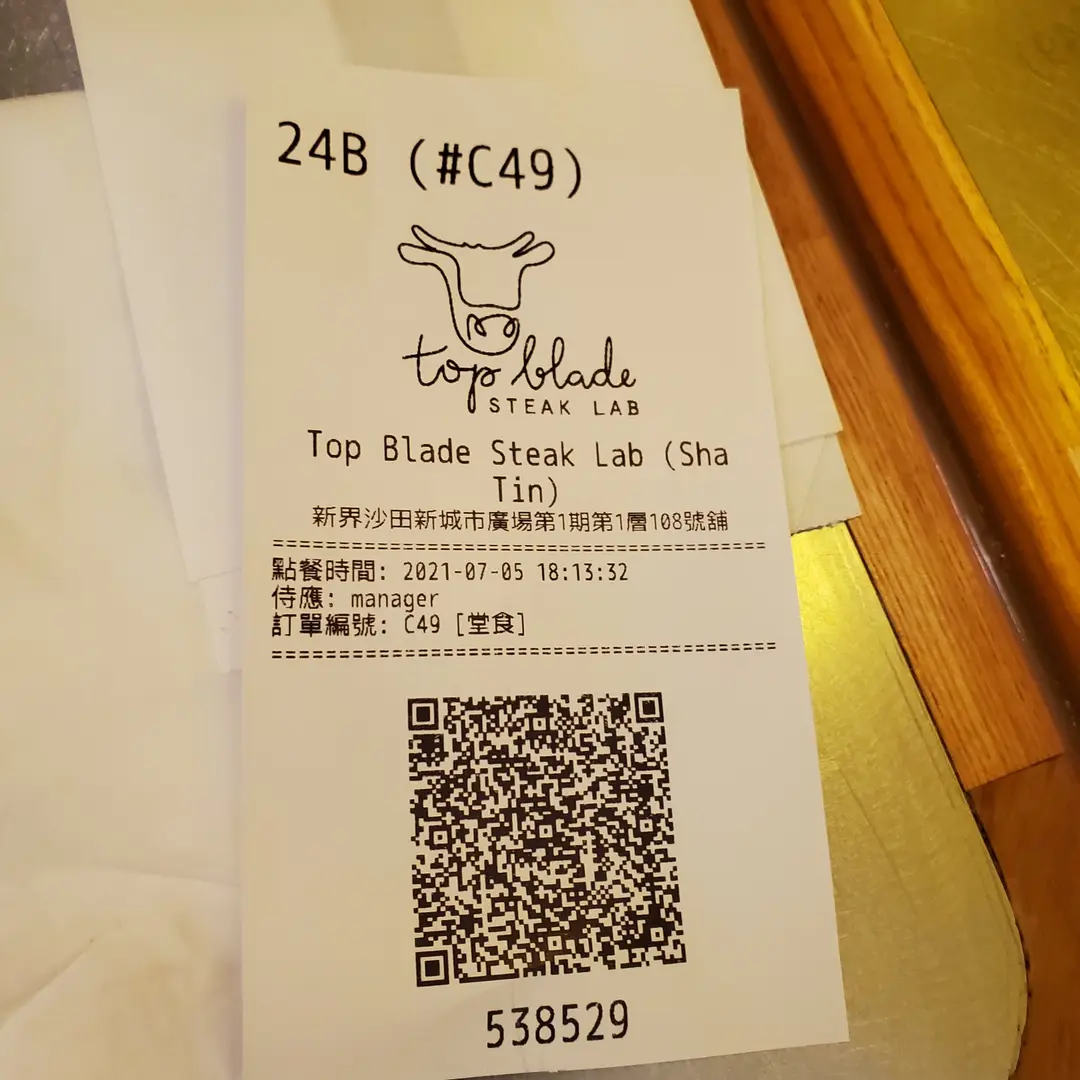 24B (#C49)
top blade
STEAK LAB
Top Blade Steak Lab (Sha
Tin)
新界沙田新城市廣場第1期第1層108號舖
========================================
點餐時間: 2021-07-05 18:13:32
侍應: manager
訂單編號: C49 [堂食]
========================================
538529